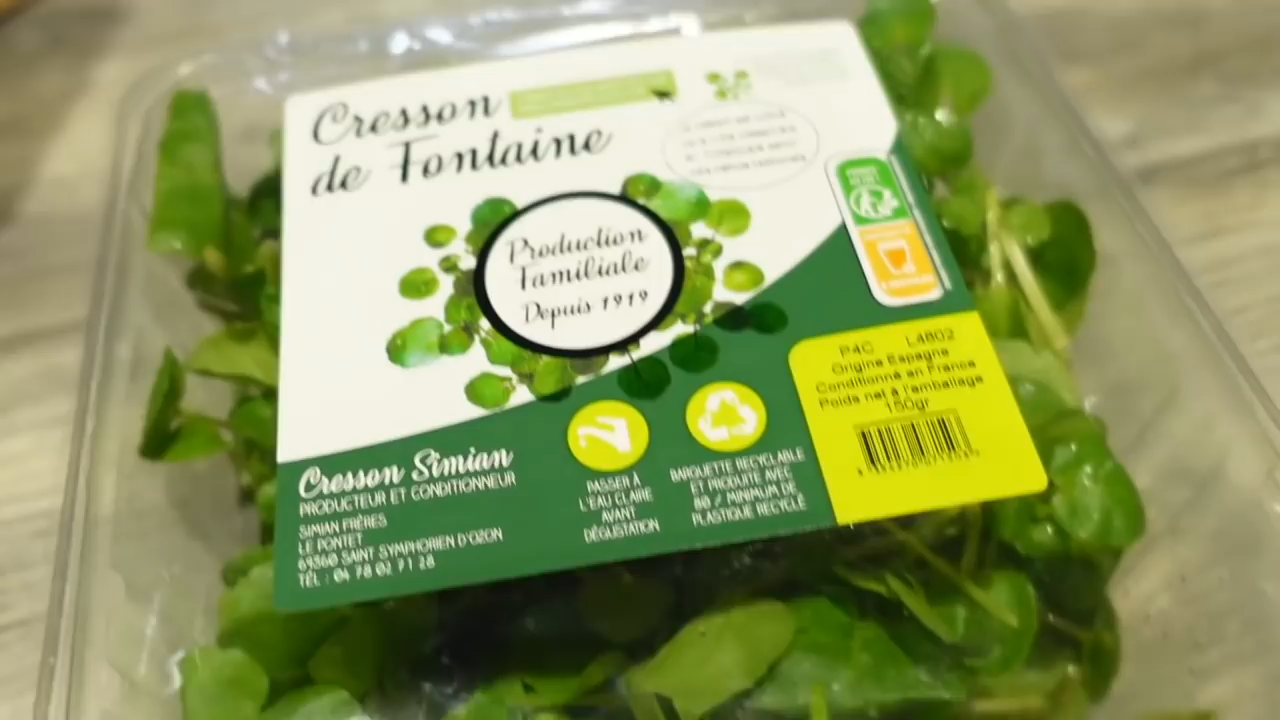 Cresson
de Fontaine
Production
Familiale
Depuis 1919
P4C L4802
Origine Espagne
Conditionné en France
Poids net à l'emballage
150gr
Cresson Simian
PRODUCTEUR ET CONDITIONNEUR
SIMIAN FRÈRES
LE PONTET
69360 SAINT SYMPHORIEN D'OZON
TÉL : 04 78 02 71 28
PASSER À
L'EAU CLAIRE
AVANT
DÉGUSTATION
BARQUETTE RECYCLABLE
ET PRODUITE AVEC
80 % MINIMUM DE
PLASTIQUE RECYCLÉ